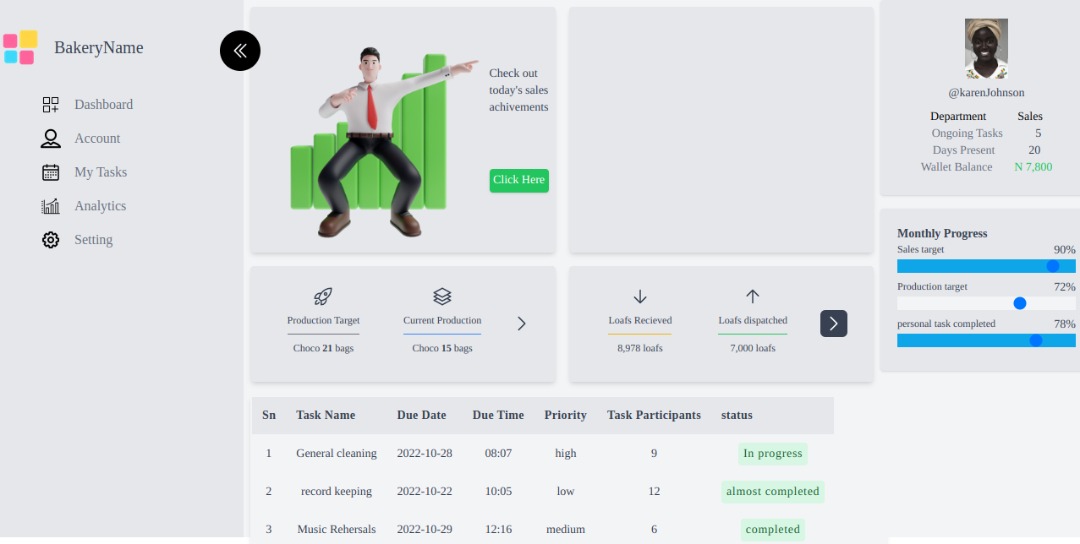 BakeryName
Dashboard
Account
My Tasks
Analytics
Setting
Check out
today's sales
achivements
Click Here
@karenJohnson
Department Sales
Ongoing Tasks 5
Days Present 20
Wallet Balance N 7,800
Monthly Progress
Sales target 90%
Production target 72%
personal task completed 78%
Production Target Current Production
Choco 21 bags Choco 15 bags
Loafs Recieved Loafs dispatched
8,978 loafs 7,000 loafs
Sn Task Name Due Date Due Time Priority Task Participants status
1 General cleaning 2022-10-28 08:07 high 9 In progress
2 record keeping 2022-10-22 10:05 low 12 almost completed
3 Music Rehersals 2022-10-29 12:16 medium 6 completed